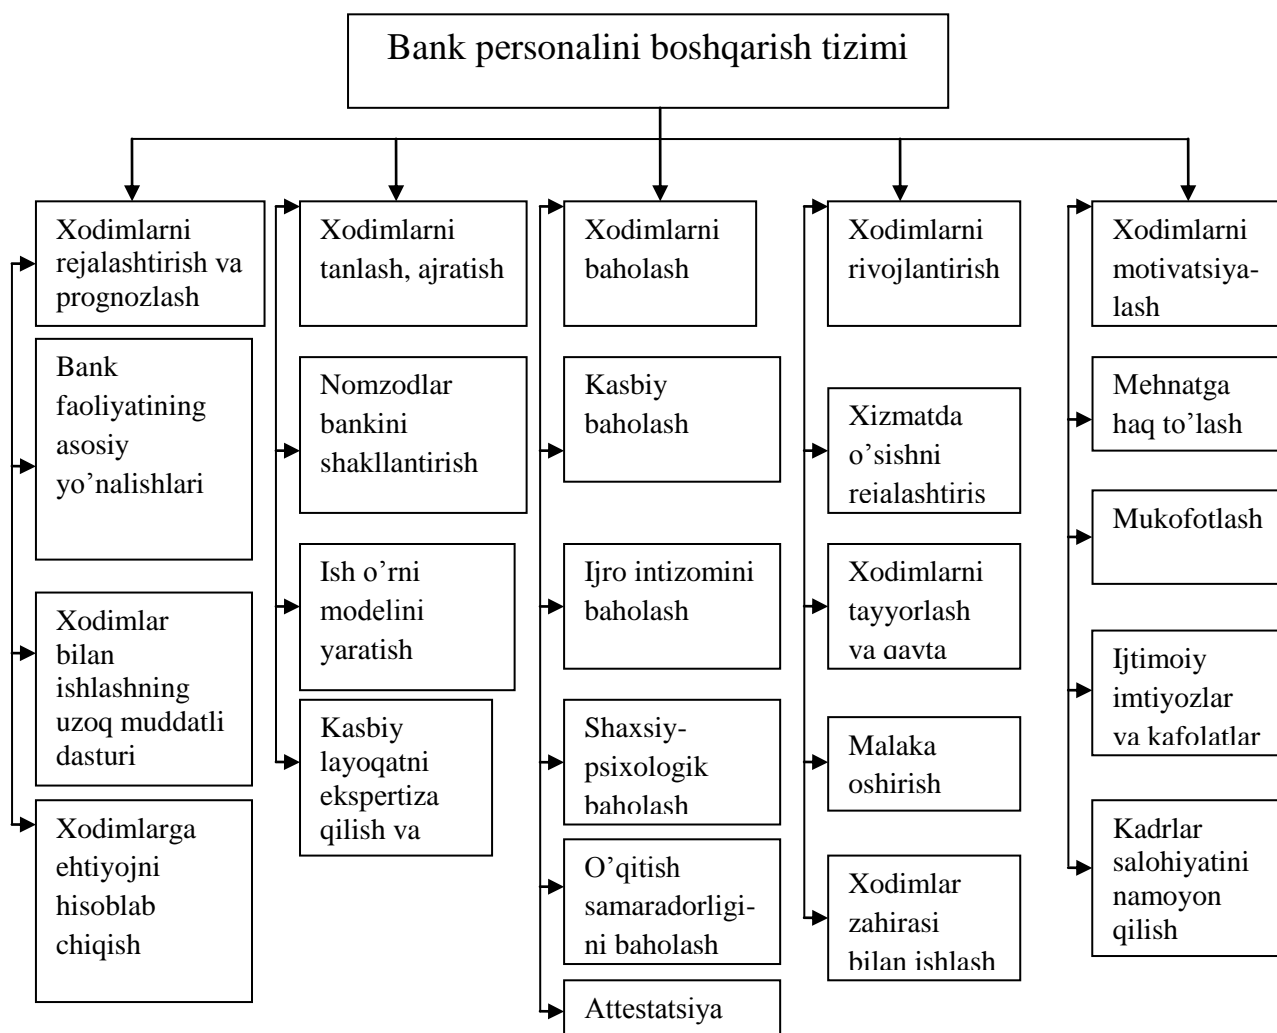 Bank personalini boshqarish tizimi
Xodimlarni
rejalashtirish va
prognozlash
Bank
faoliyatining
asosiy
yo’nalishlari
Xodimlar
bilan
ishlashning
uzoq muddatli
dasturi
Xodimlarga
ehtiyojni
hisoblab
chiqish
Xodimlarni
tanlash, ajratish
Nomzodlar
bankini
shakllantirish
Ish o’rni
modelini
yaratish
Kasbiy
layoqatni
ekspertiza
qilish va
Xodimlarni
baholash
Kasbiy
baholash
Ijro intizomini
baholash
Shaxsiy-
psixologik
baholash
O’qitish
samaradorligi-
ni baholash
Attestatsiya
Xodimlarni
rivojlantirish
Xizmatda
o’sishni
rejalashtiris
Xodimlarni
tayyorlash
va qayta
Malaka
oshirish
Xodimlar
zahirasi
bilan ishlash
Xodimlarni
motivatsiya-
lash
Mehnatga
haq to’lash
Mukofotlash
Ijtimoiy
imtiyozlar
va kafolatlar
Kadrlar
salohiyatini
namoyon
qilish